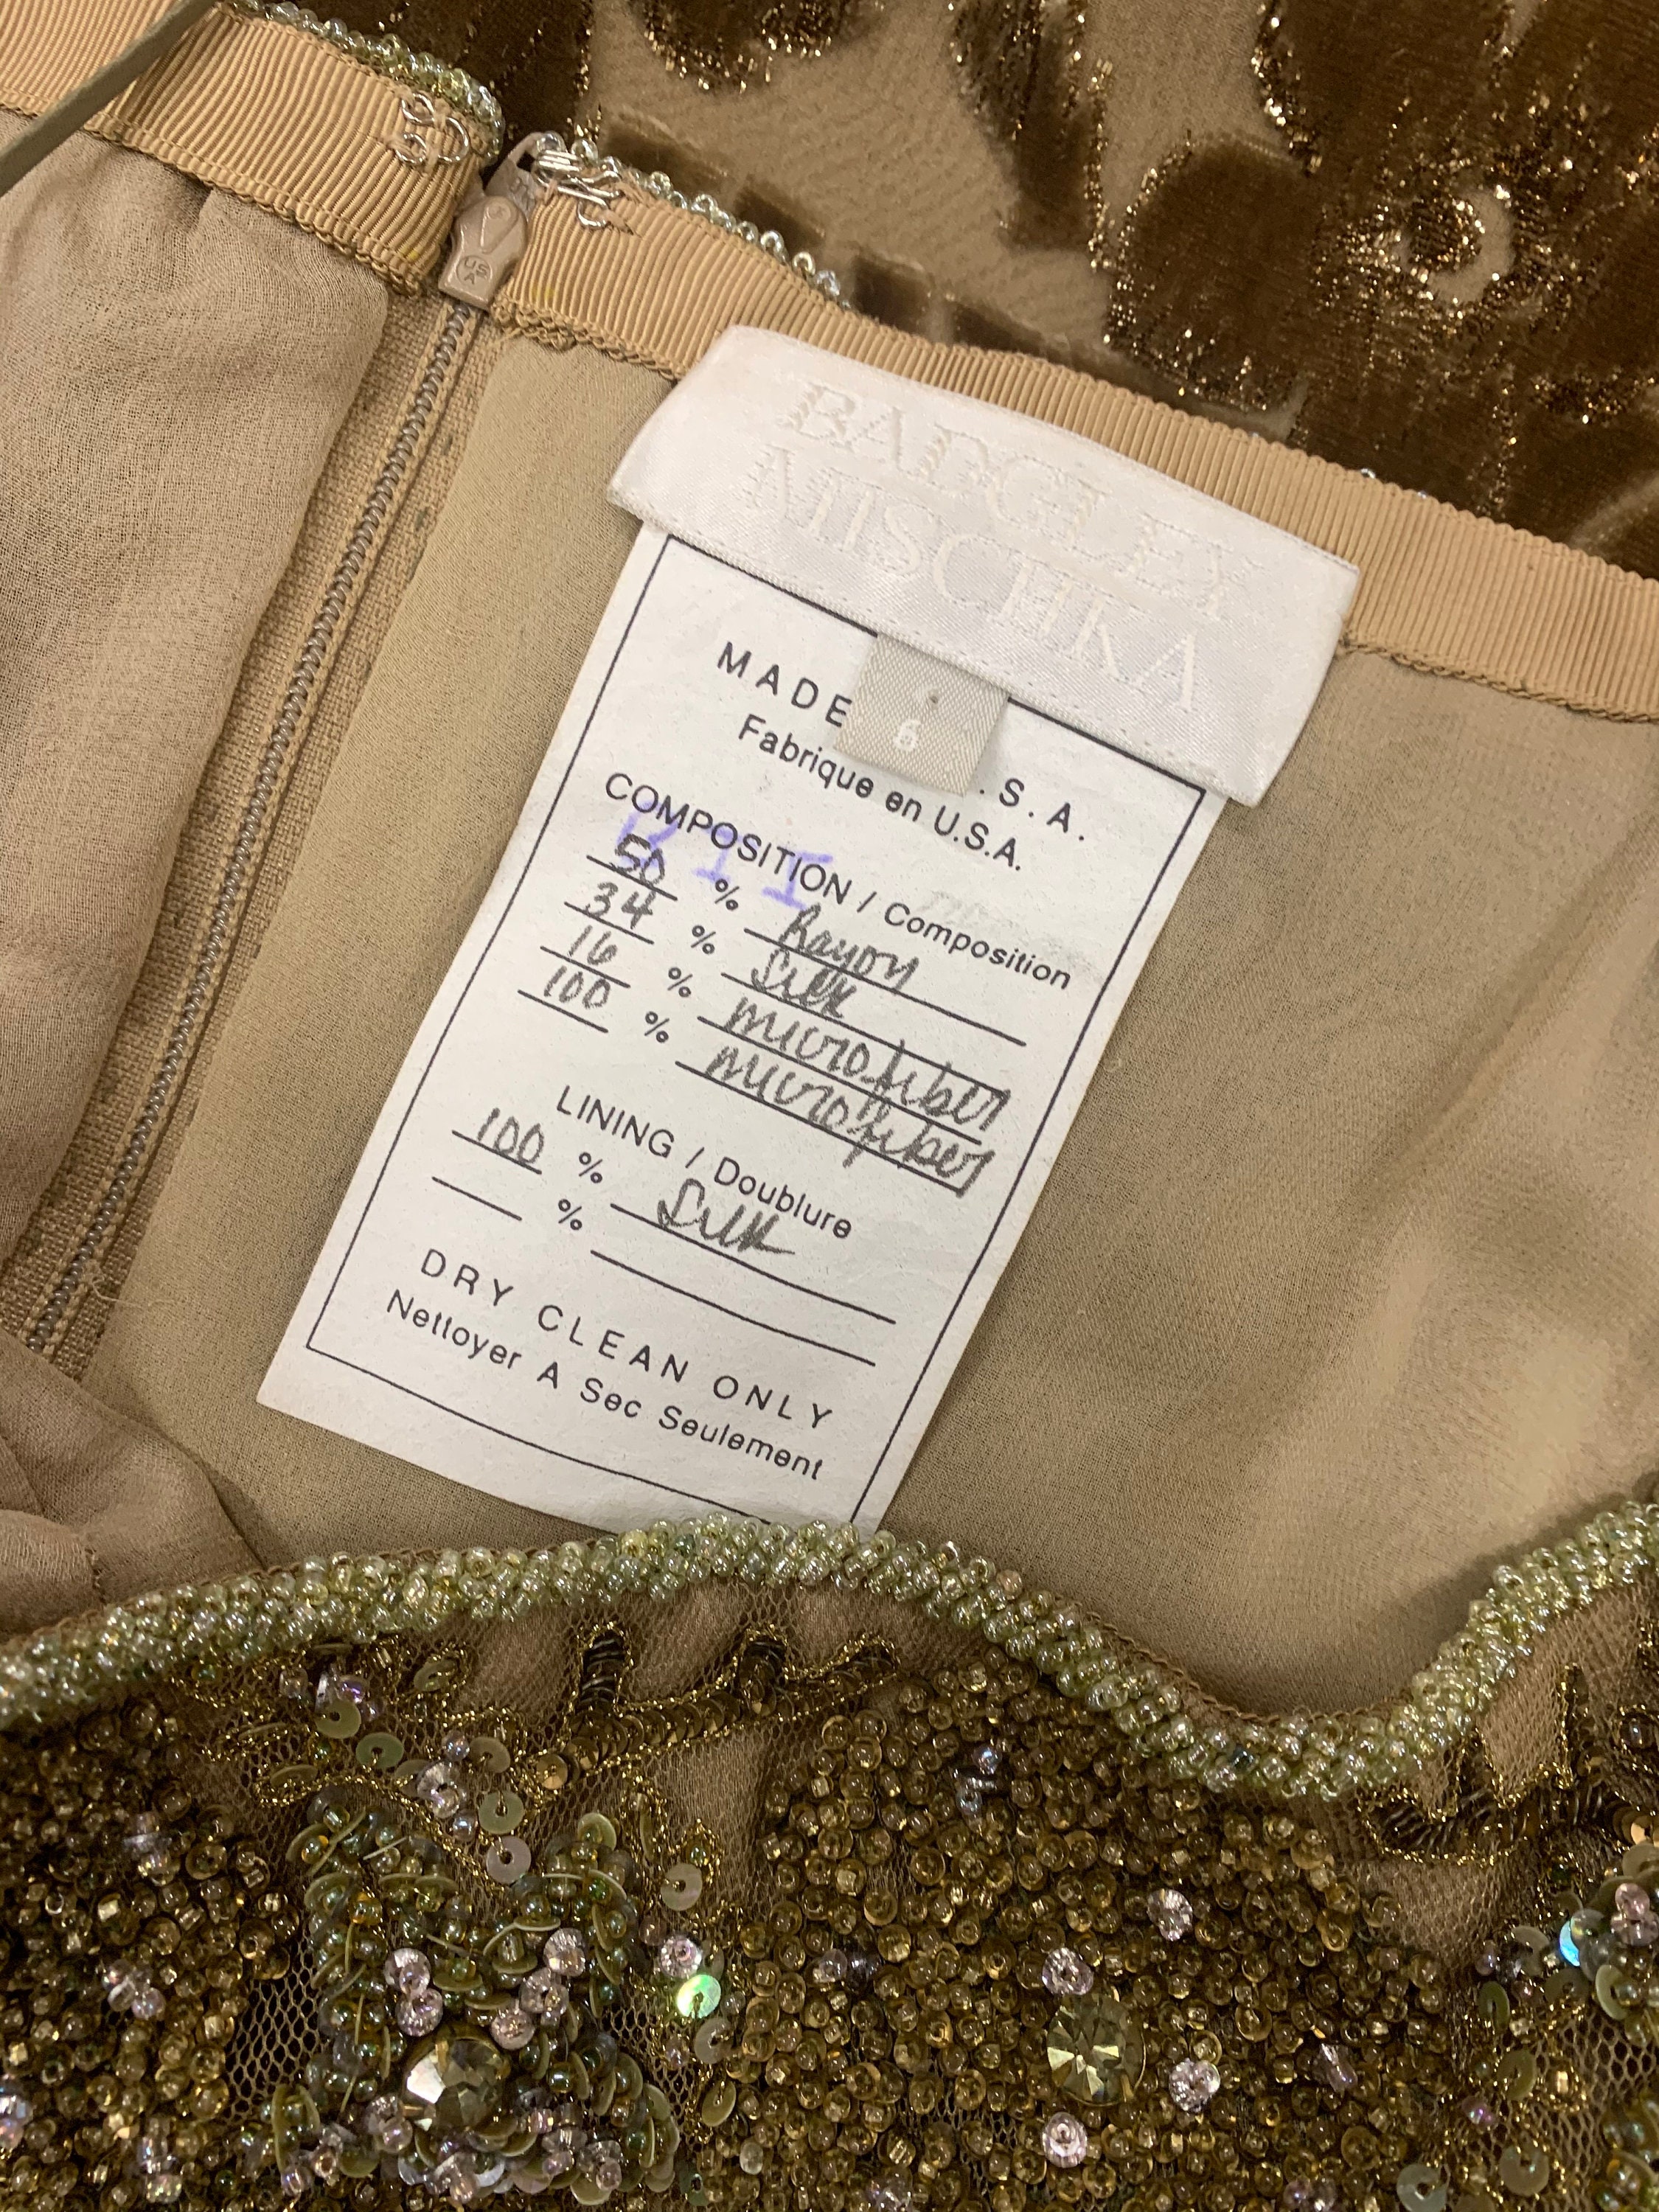 BADGLEY
MISCHKA
6
MADE .S.A.
Fabrique en U.S.A.
COMPOSITION / Composition
50 % Rayon
34 % Silk
16 % microfiber
100 % microfiber
LINING / Doublure
100 % Silk
%
DRY CLEAN ONLY
Nettoyer A Sec Seulement